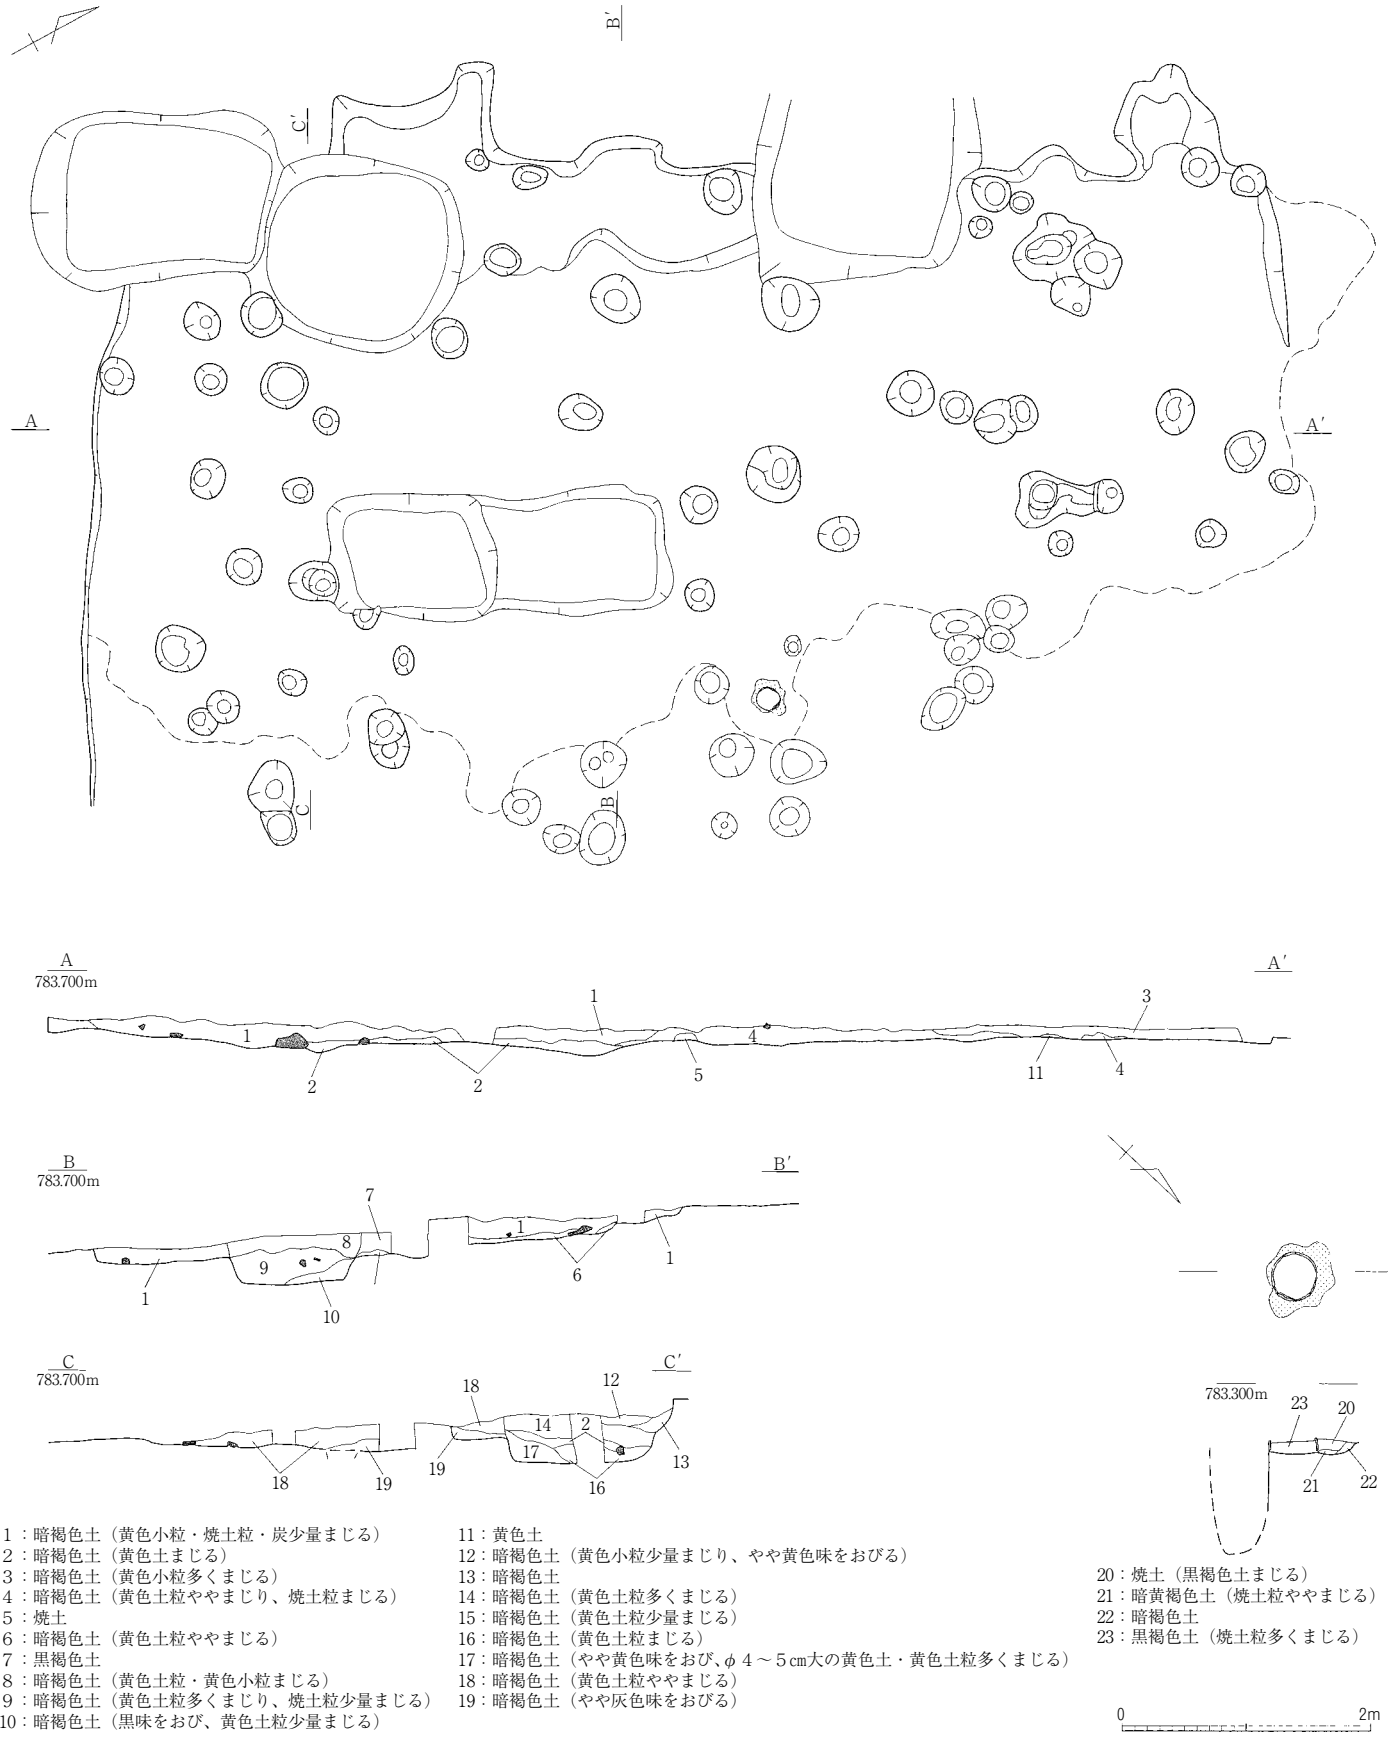 B′
C′
A
A′
C
B
A
783.700m
A′
1
3
1
4
2
2
5
11
4
B
783.700m
B′
7
1
8
9
1
6
1
10
C
783.700m
C′
18
12
14
2
17
18
19
19
16
13
783.300m
23
20
21
22
1：暗褐色土（黄色小粒・焼土粒・炭少量まじる）
2：暗褐色土（黄色土まじる）
3：暗褐色土（黄色小粒多くまじる）
4：暗褐色土（黄色土粒ややまじり、焼土粒まじる）
5：焼土
6：暗褐色土（黄色土粒ややまじる）
7：黒褐色土
8：暗褐色土（黄色土粒・黄色小粒まじる）
9：暗褐色土（黄色土粒多くまじり、焼土粒少量まじる）
10：暗褐色土（黒味をおび、黄色土粒少量まじる）
11：黄色土
12：暗褐色土（黄色小粒少量まじり、やや黄色味をおびる）
13：暗褐色土
14：暗褐色土（黄色土粒多くまじる）
15：暗褐色土（黄色土粒少量まじる）
16：暗褐色土（黄色土粒まじる）
17：暗褐色土（やや黄色味をおび、φ4～5㎝大の黄色土・黄色土粒多くまじる）
18：暗褐色土（黄色土粒ややまじる）
19：暗褐色土（やや灰色味をおびる）
20：焼土（黒褐色土まじる）
21：暗黄褐色土（焼土粒ややまじる）
22：暗褐色土
23：黒褐色土（焼土粒多くまじる）
0 2m